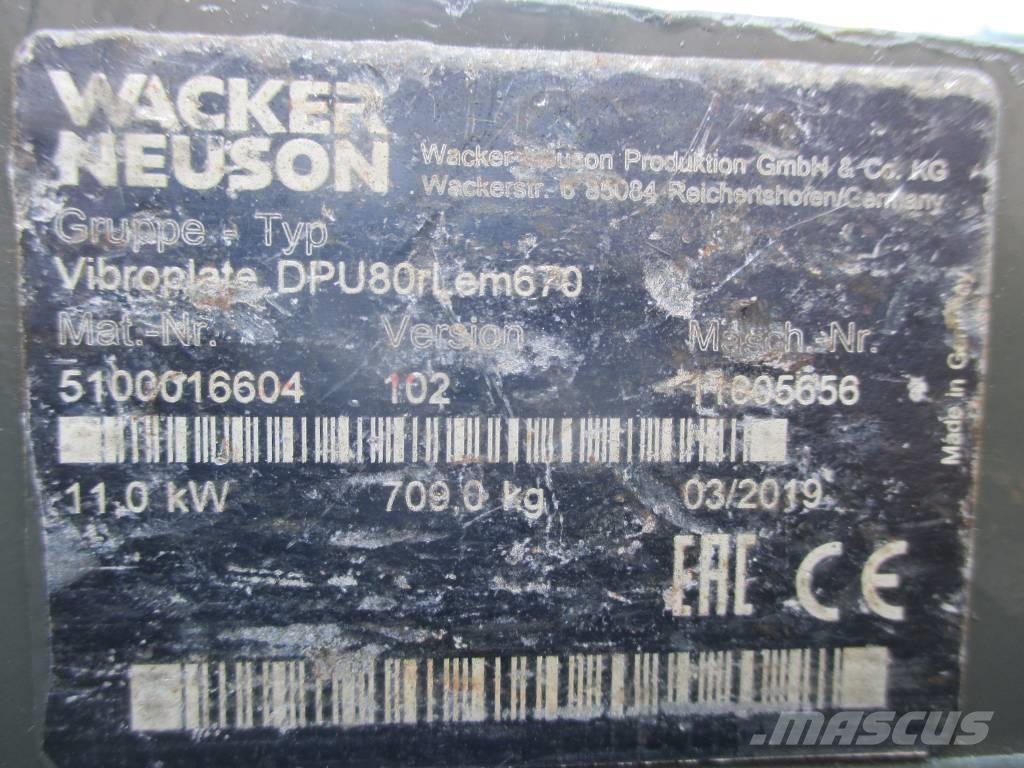 WACKER
NEUSON
Wacker Neuson Produktion GmbH & Co. KG
Wackerstr. 6 85084 Reichertshofen/Germany
Gruppe - Typ
Vibroplate DPU80rLem670
Mat.-Nr. Version Masch.-Nr.
5100016604 102
11,0 kW 709,0 kg 03/2019
Made in Germany
EAC CE
MASCUS